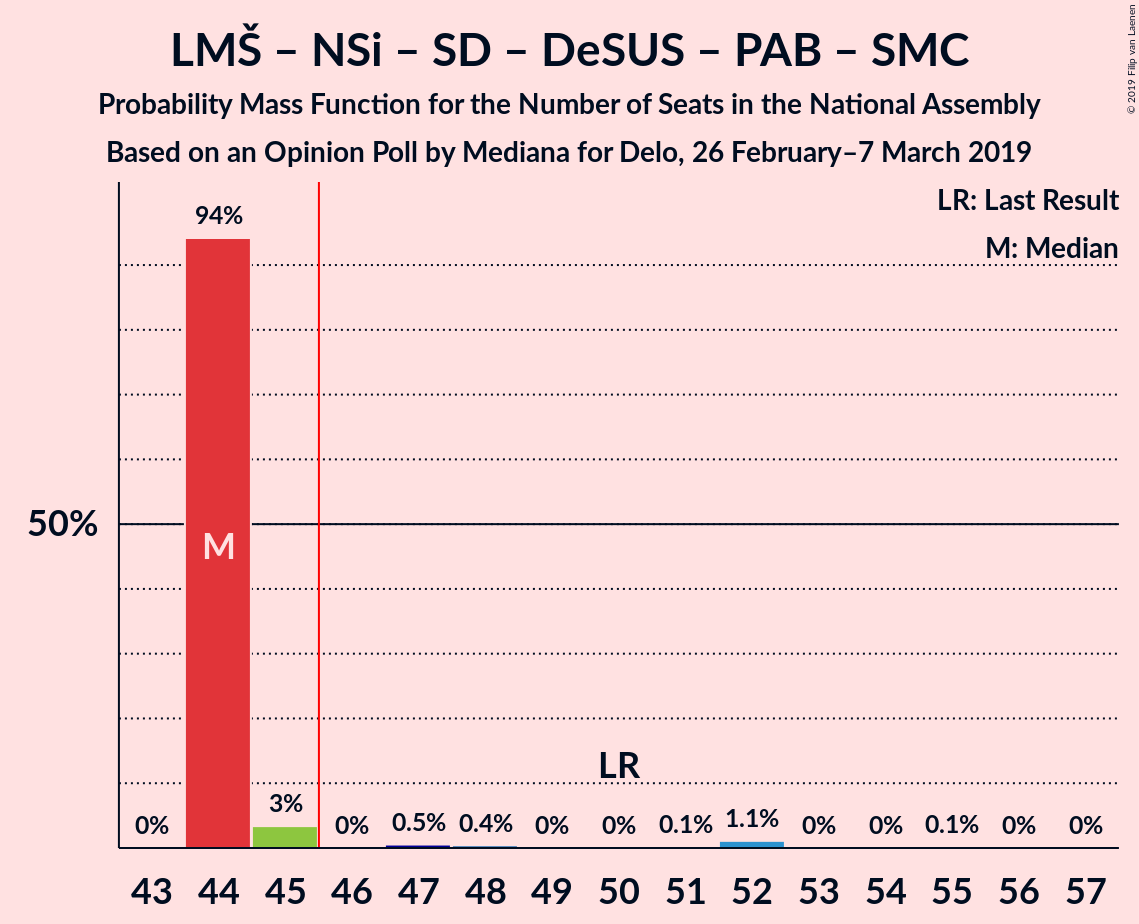 LMŠ – NSi – SD – DeSUS – PAB – SMC
Probability Mass Function for the Number of Seats in the National Assembly
Based on an Opinion Poll by Mediana for Delo, 26 February–7 March 2019
© 2019 Filip van Laenen
LR: Last Result
M: Median
94%
50%
M
LR
0% 3% 0% 0.5% 0.4% 0% 0% 0.1% 1.1% 0% 0% 0.1% 0% 0%
43 44 45 46 47 48 49 50 51 52 53 54 55 56 57